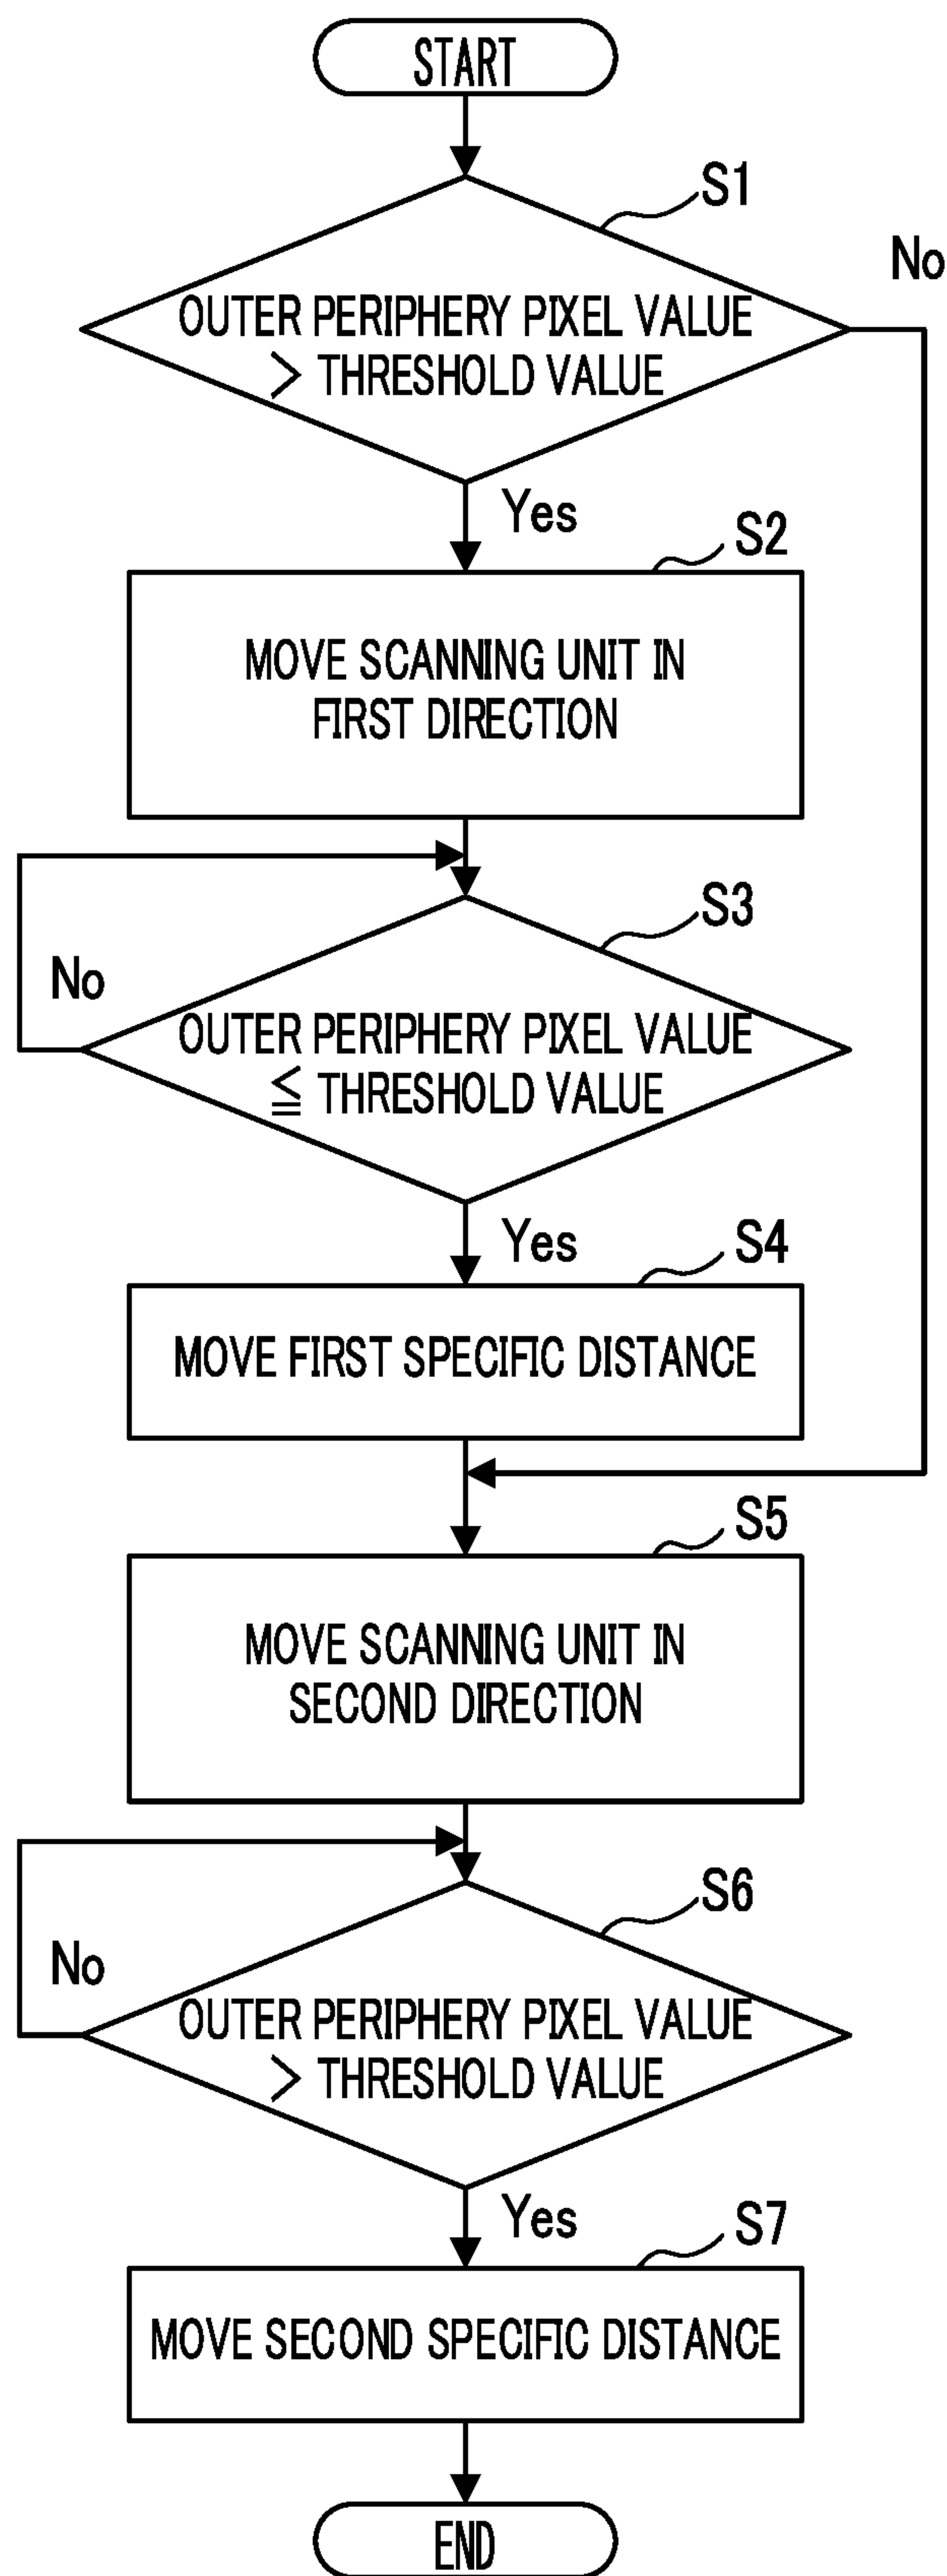 START
S1
No
OUTER PERIPHERY PIXEL VALUE
> THRESHOLD VALUE
Yes
S2
MOVE SCANNING UNIT IN
FIRST DIRECTION
S3
No
OUTER PERIPHERY PIXEL VALUE
≦ THRESHOLD VALUE
Yes
S4
MOVE FIRST SPECIFIC DISTANCE
S5
MOVE SCANNING UNIT IN
SECOND DIRECTION
S6
No
OUTER PERIPHERY PIXEL VALUE
> THRESHOLD VALUE
Yes
S7
MOVE SECOND SPECIFIC DISTANCE
END